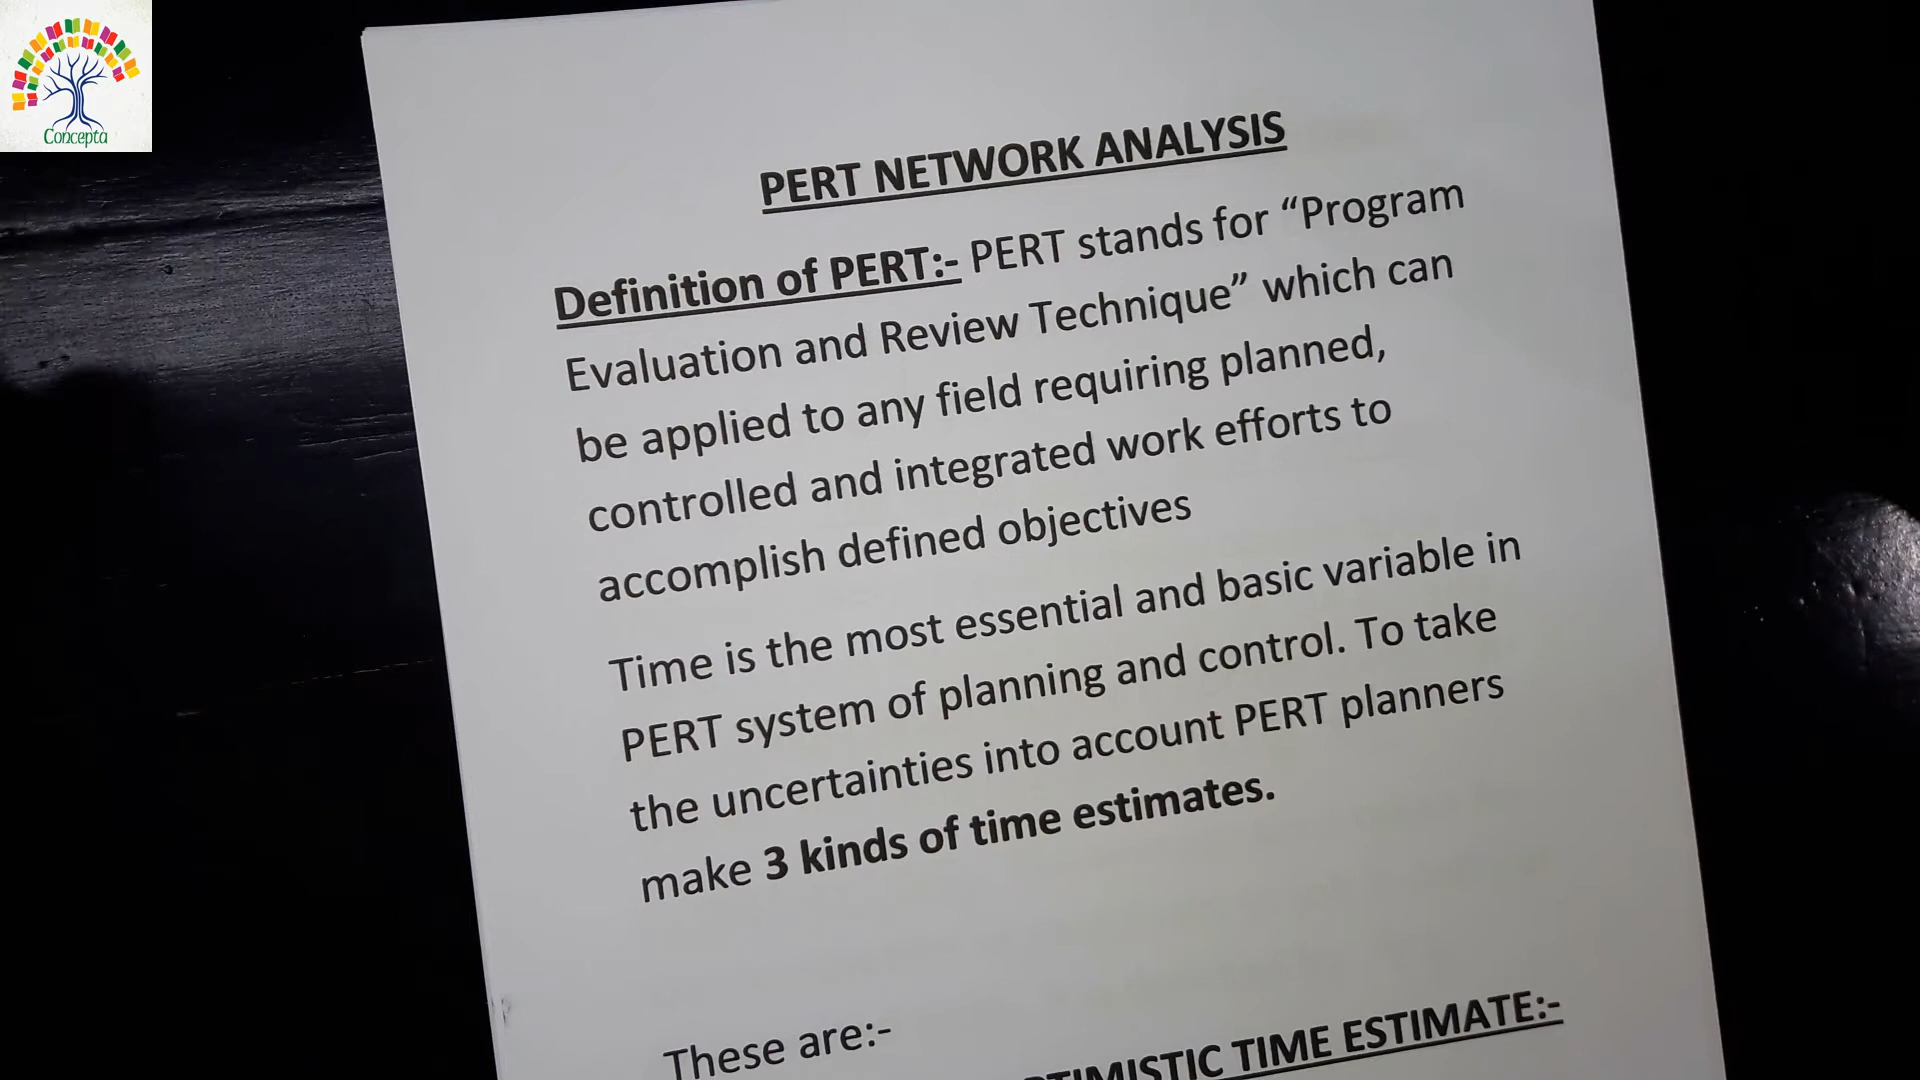 Concepta
PERT NETWORK ANALYSIS
Definition of PERT:- PERT stands for “Program
Evaluation and Review Technique” which can
be applied to any field requiring planned,
controlled and integrated work efforts to
accomplish defined objectives
Time is the most essential and basic variable in
PERT system of planning and control. To take
the uncertainties into account PERT planners
make 3 kinds of time estimates.
These are:-
TIME ESTIMATE:-